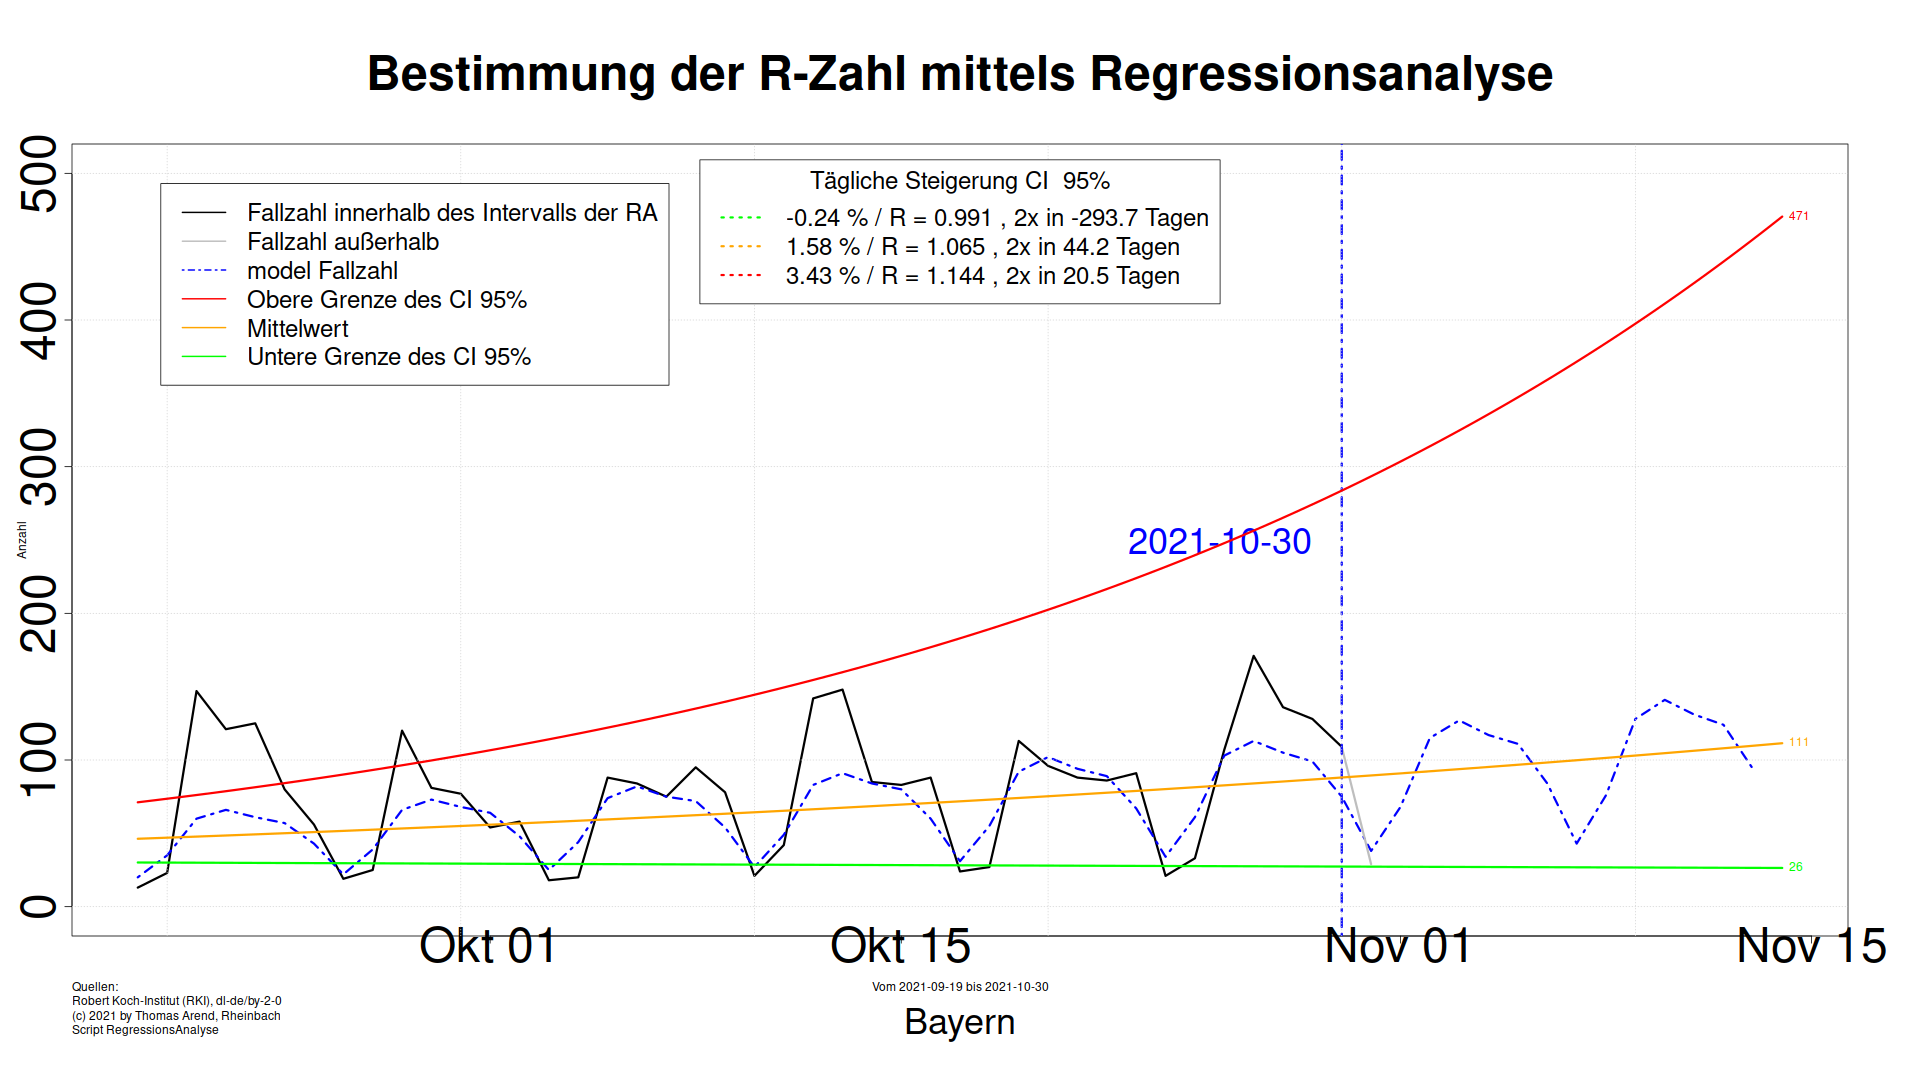 Bestimmung der R-Zahl mittels Regressionsanalyse
500
400
300
200
100
0
Anzahl
Fallzahl innerhalb des Intervalls der RA
Fallzahl außerhalb
model Fallzahl
Obere Grenze des CI 95%
Mittelwert
Untere Grenze des CI 95%
Tägliche Steigerung CI 95%
-0.24 % / R = 0.991 , 2x in -293.7 Tagen
1.58 % / R = 1.065 , 2x in 44.2 Tagen
3.43 % / R = 1.144 , 2x in 20.5 Tagen
471
2021-10-30
111
26
Okt 01
Okt 15
Nov 01
Nov 15
Quellen:
Robert Koch-Institut (RKI), dl-de/by-2-0
(c) 2021 by Thomas Arend, Rheinbach
Script RegressionsAnalyse
Vom 2021-09-19 bis 2021-10-30
Bayern